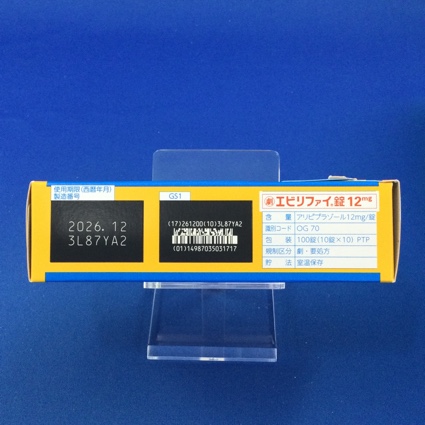 使用期限(西暦年月)
製造番号
2026.12
3L87YA2
GS1
(17)261200(10)3L87YA2
(01)14987035031717
劇 エビリファイ錠12mg
含量 アリピプラゾール12mg/錠
識別コード OG 70
包装 100錠(10錠×10) PTP
規制区分 劇・要処方
貯法 室温保存